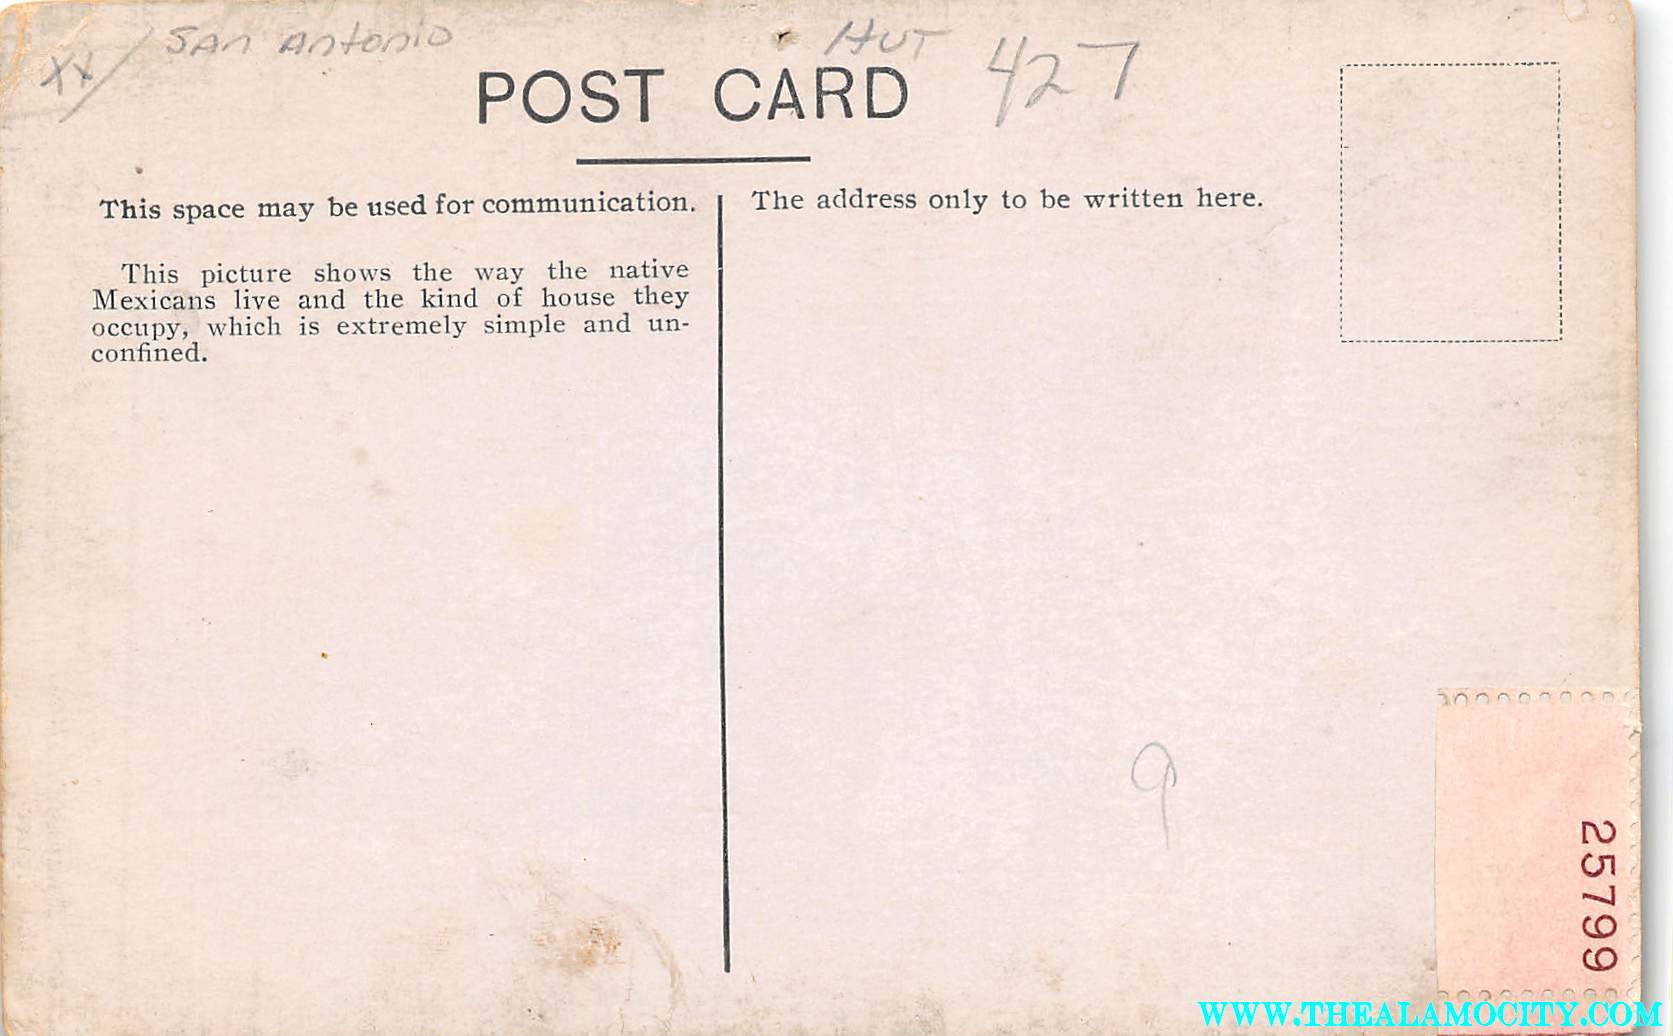 XX
San Antonio
HUT
427
POST CARD
This space may be used for communication.
This picture shows the way the native
Mexicans live and the kind of house they
occupy, which is extremely simple and un-
confined.
The address only to be written here.
9
25799
WWW.THEALAMOCITY.COM